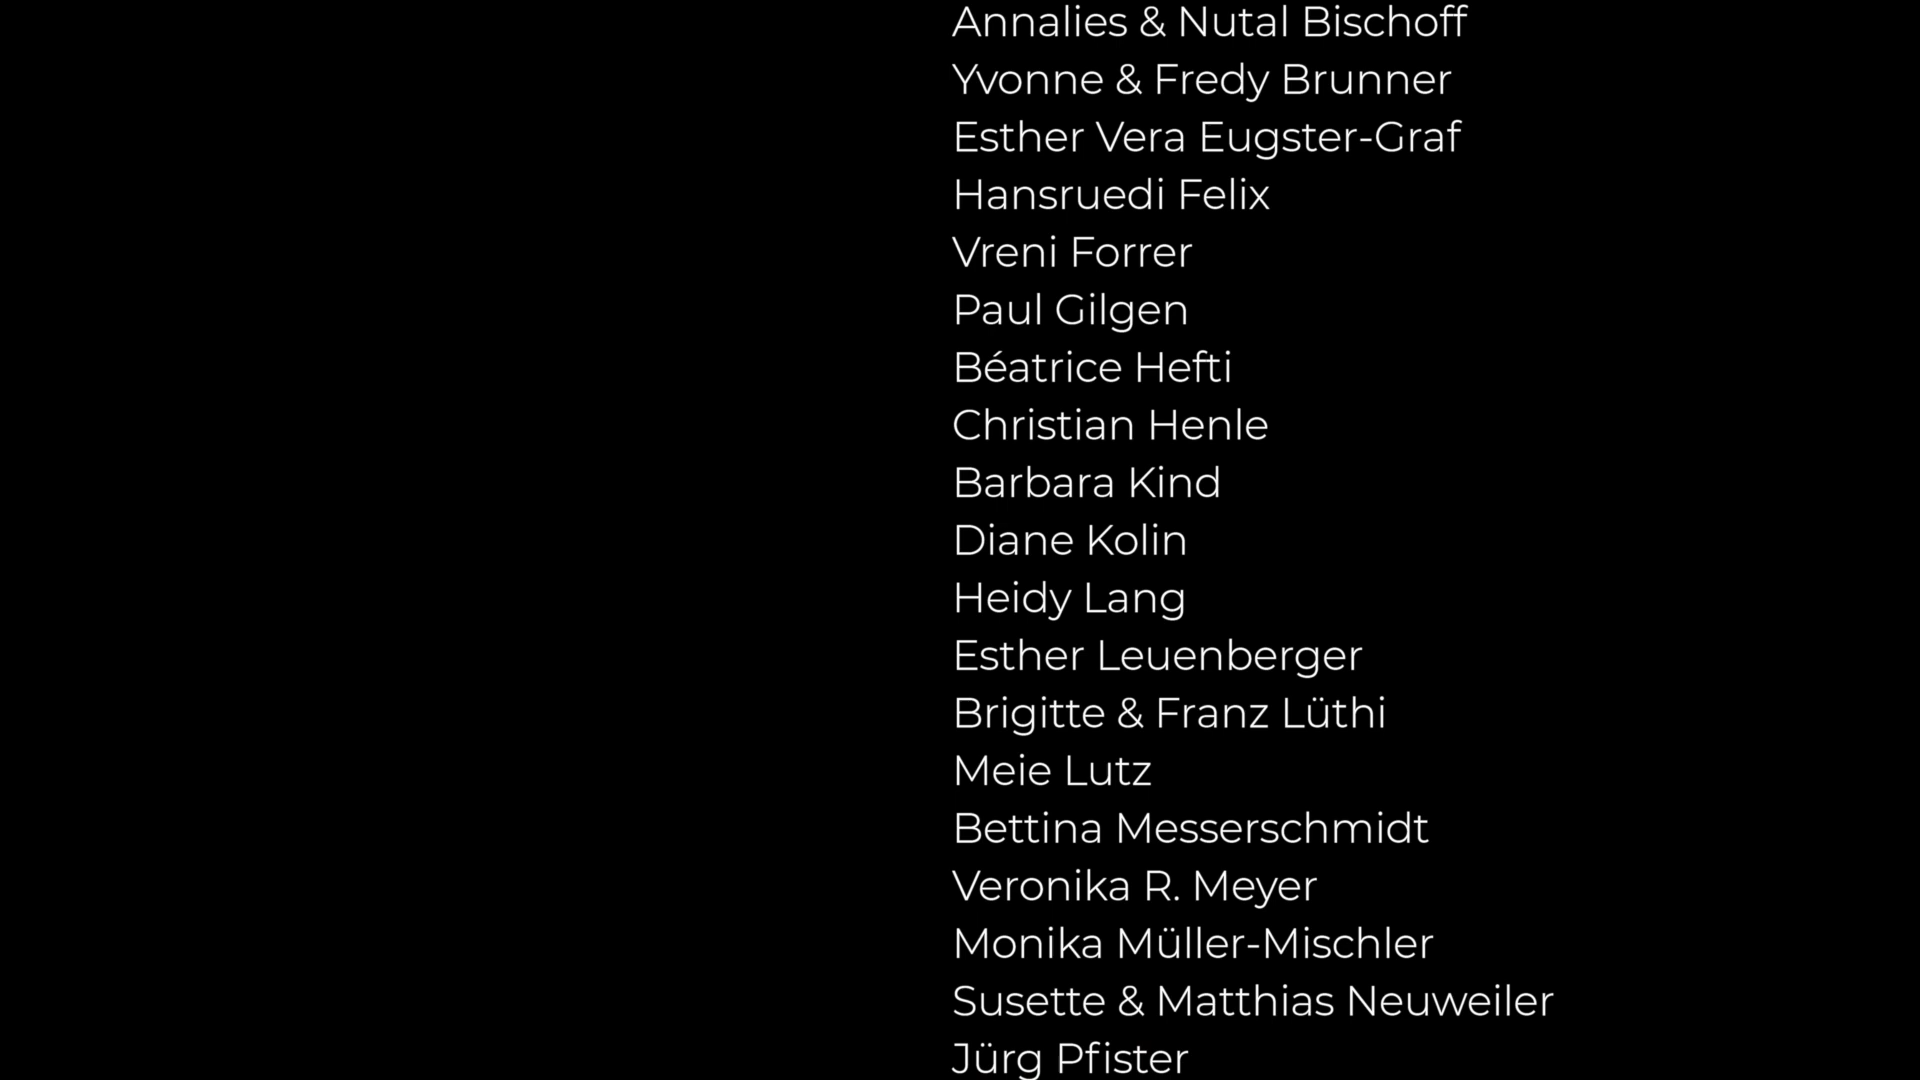 Annalies & Nutal Bischoff
Yvonne & Fredy Brunner
Esther Vera Eugster-Graf
Hansruedi Felix
Vreni Forrer
Paul Gilgen
Béatrice Hefti
Christian Henle
Barbara Kind
Diane Kolin
Heidy Lang
Esther Leuenberger
Brigitte & Franz Lüthi
Meie Lutz
Bettina Messerschmidt
Veronika R. Meyer
Monika Müller-Mischler
Susette & Matthias Neuweiler
Jürg Pfister